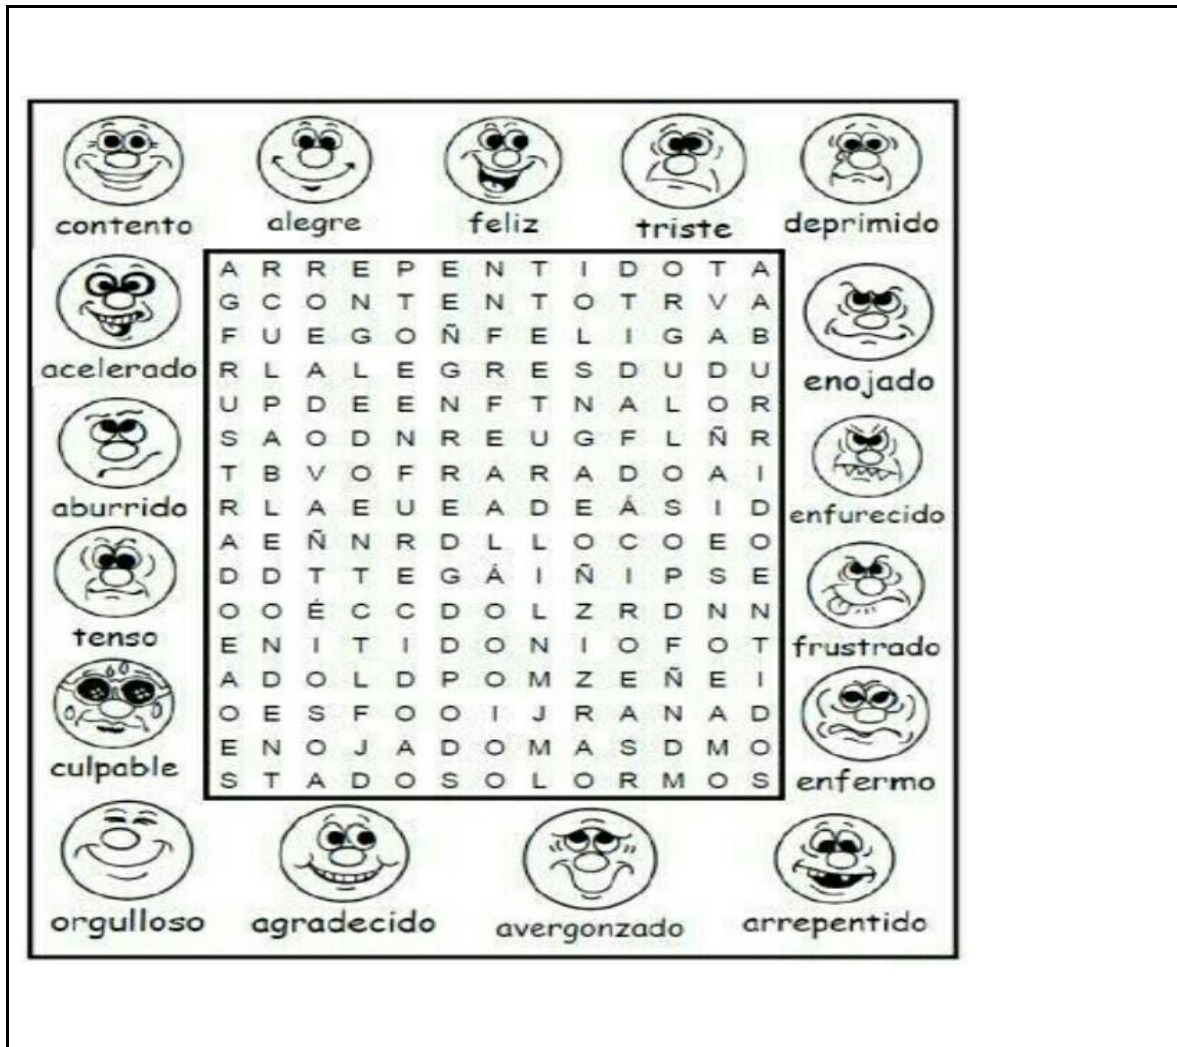 contento alegre feliz triste deprimido
A R R E P E N T I D O T A
G C O N T E N T O T R V A
F U E G O Ñ F E L I G A B
acelerado
R L A L E G R E S D U D U
enojado
U P D E E N F T N A L O R
S A O D N R E U G F L Ñ R
T B V O F R Á R A D O A I
aburrido
R L A E U E A D E Á S I D
enfurecido
A E Ñ N R D L L O C O E O
D D T T E G Á I Ñ I P S E
O O É C C D O L Z R D N N
tenso
E N I T I D O N I O F O T
frustrado
A D O L D P O M Z E Ñ E I
O E S F O O I J R A N A D
E N O J A D O M A S D M O
culpable
S T A D O S O L O R M O S
enfermo
orgulloso agradecido avergonzado arrepentido